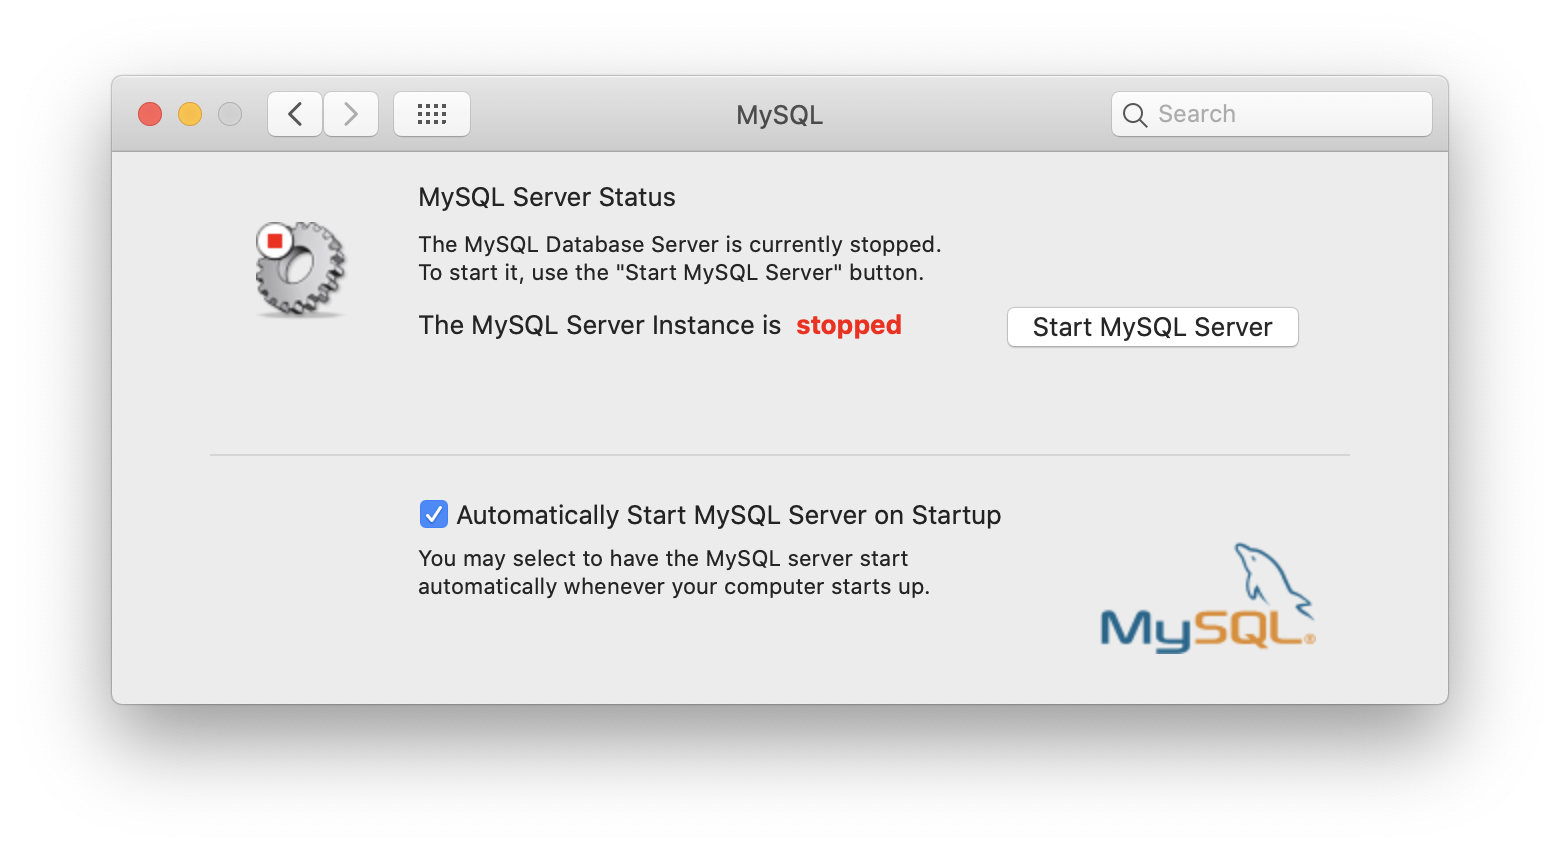 MySQL
Search
MySQL Server Status
The MySQL Database Server is currently stopped.
To start it, use the "Start MySQL Server" button.
The MySQL Server Instance is stopped
Start MySQL Server
Automatically Start MySQL Server on Startup
You may select to have the MySQL server start
automatically whenever your computer starts up.
MySQL®